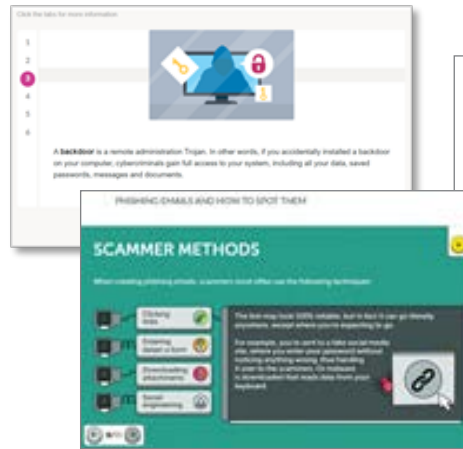 Click the tabs for more information
1
2
3
4
5
6
A backdoor is a remote administration Trojan. In other words, if you accidentally installed a backdoor
on your computer, cybercriminals gain full access to your system, including all your data, saved
passwords, messages and documents.
PHISHING EMAILS AND HOW TO SPOT THEM
SCAMMER METHODS
When creating phishing emails, scammers most often use the following techniques:
Clicking
links
Entering
data in a form
Downloading
attachments
Social
engineering
The link may look 100% reliable, but in fact it can go literally
anywhere, except where you're expecting to go.
For example, you're sent to a fake social media
site, where you enter your password without
noticing anything wrong, thus handing
it over to the scammers. Or malware
is downloaded that reads data from your
keyboard.